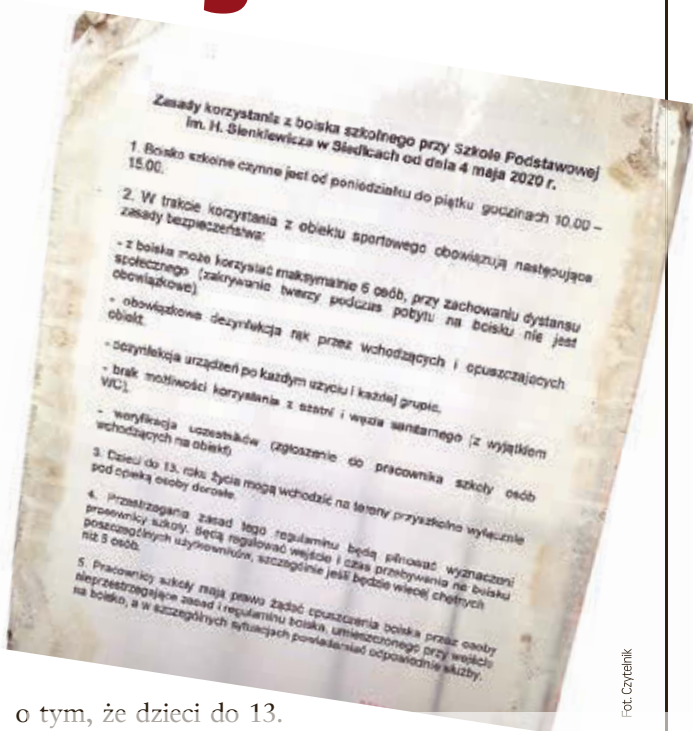 Zasady korzystania z boiska szkolnego przy Szkole Podstawowej
im. H. Sienkiewicza w Siedlcach od dnia 4 maja 2020 r.
1. Boisko szkolne czynne jest od poniedziałku do piątku godzinach 10.00 –
15.00.
2. W trakcie korzystania z obiektu sportowego obowiązują następujące
zasady bezpieczeństwa:
- z boiska może korzystać maksymalnie 6 osób, przy zachowaniu dystansu
społecznego (zakrywanie twarzy podczas pobytu na boisku nie jest
obowiązkowe)
- obowiązkowa dezynfekcja rąk przez wchodzących i opuszczających
obiekt,
- dezynfekcja urządzeń po każdym użyciu i każdej grupie,
- brak możliwości korzystania z szatni i węzła sanitarnego (z wyjątkiem
WC),
- weryfikacja uczestników (zgłoszenie do pracownika szkoły osób
wchodzących na obiekt)
3. Dzieci do 13. roku życia mogą wchodzić na tereny przyszkolne wyłącznie
pod opieką osoby dorosłe.
4. Przestrzegania zasad tego regulaminu będą pilnować wyznaczeni
pracownicy szkoły. Będą regulować wejście i czas przebywania na boisku
poszczególnych użytkowników, szczególnie jeśli będzie więcej chętnych
niż 6 osób.
5. Pracownicy szkoły mają prawo żądać opuszczenia boiska przez osoby
nieprzestrzegające zasad i regulaminu boiska, umieszczonego przy wejściu
na boisko, a w szczególnych sytuacjach powiadamiać odpowiednie służby.
Fot. Czytelnik
o tym, że dzieci do 13.